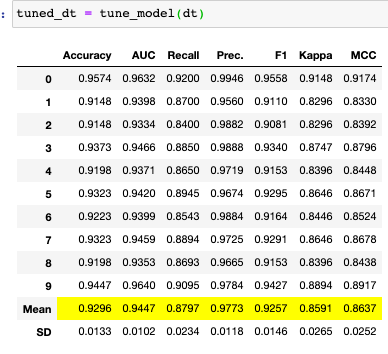 : tuned_dt = tune_model(dt)
Accuracy AUC Recall Prec. F1 Kappa MCC
0 0.9574 0.9632 0.9200 0.9946 0.9558 0.9148 0.9174
1 0.9148 0.9398 0.8700 0.9560 0.9110 0.8296 0.8330
2 0.9148 0.9334 0.8400 0.9882 0.9081 0.8296 0.8392
3 0.9373 0.9466 0.8850 0.9888 0.9340 0.8747 0.8796
4 0.9198 0.9371 0.8650 0.9719 0.9153 0.8396 0.8448
5 0.9323 0.9420 0.8945 0.9674 0.9295 0.8646 0.8671
6 0.9223 0.9399 0.8543 0.9884 0.9164 0.8446 0.8524
7 0.9323 0.9459 0.8894 0.9725 0.9291 0.8646 0.8678
8 0.9198 0.9353 0.8693 0.9665 0.9153 0.8396 0.8438
9 0.9447 0.9640 0.9095 0.9784 0.9427 0.8894 0.8917
Mean 0.9296 0.9447 0.8797 0.9773 0.9257 0.8591 0.8637
SD 0.0133 0.0102 0.0234 0.0118 0.0146 0.0265 0.0252